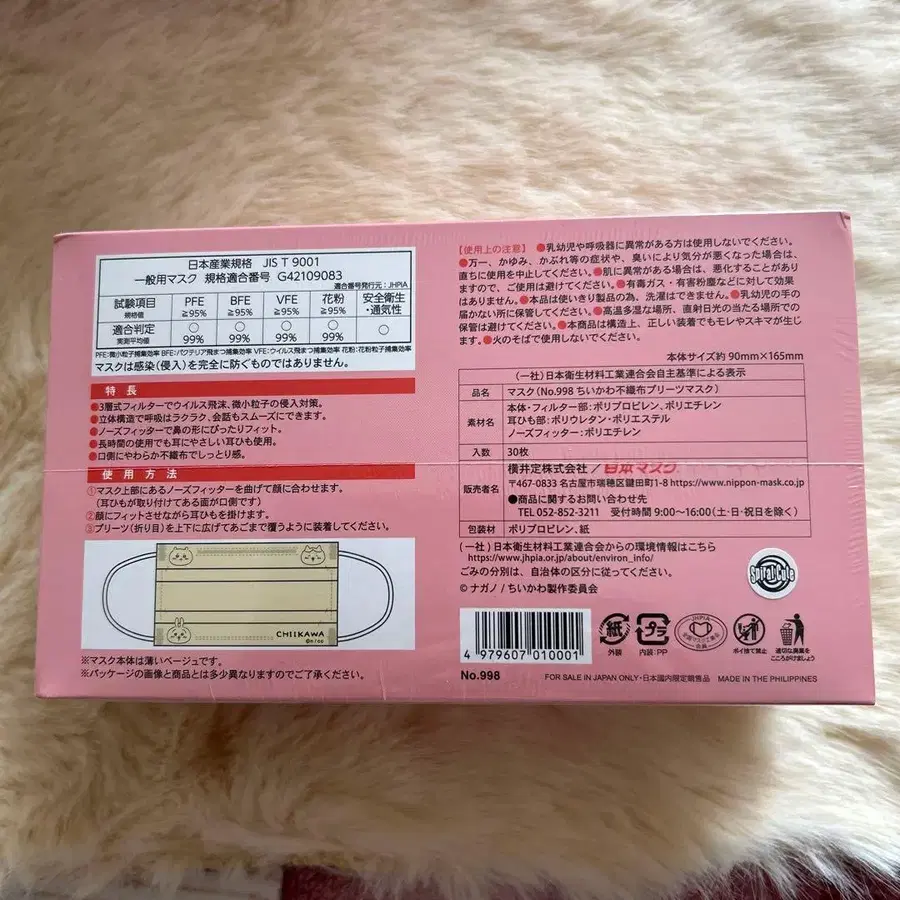 日本産業規格 JIS T 9001
一般用マスク 規格適合番号 G42109083
適合番号発行元:JHPIA
試験項目 規格値 PFE ≧95% BFE ≧95% VFE ≧95% 花粉 ≧95% 安全衛生・通気性
適合判定 実測平均値 ○ 99% ○ 99% ○ 99% ○ 99% ○
PFE:微小粒子捕集効率 BFE:バクテリア飛まつ捕集効率 VFE:ウイルス飛まつ捕集効率 花粉:花粉粒子捕集効率
マスクは感染(侵入)を完全に防ぐものではありません。
特長
●3層式フィルターでウイルス飛沫、微小粒子の侵入対策。
●立体構造で呼吸はラクラク、会話もスムーズにできます。
●ノーズフィッターで鼻の形にぴったりフィット。
●長時間の使用でも耳にやさしい耳ひも使用。
●口側にやわらか不織布でしっとり感。
使用方法
①マスク上部にあるノーズフィッターを曲げて顔に合わせます。
(耳ひもが取り付けてある面が口側です)
②顔にフィットさせながら耳ひもを掛けます。
③プリーツ(折り目)を上下に広げてあごまで覆うように装着してください。
CHIIKAWA
※マスク本体は薄いベージュです。
※パッケージの画像と商品とは多少異なりますのでご了承ください。
【使用上の注意】●乳幼児や呼吸器に異常がある方は使用しないでください。
●万一、かゆみ、かぶれ等の症状や、臭いにより気分が悪くなった場合は、
直ちに使用を中止してください。●肌に異常がある場合は、悪化することがあり
ますので、ご使用は避けてください。●有毒ガス・有害粉塵などに対して効果
はありません。●本品は使いきり製品の為、洗濯はできません。●乳幼児の手の
届かない所に保管してください。●高温多湿な場所、直射日光の当たる場所での
保管は避けてください。●本商品は構造上、正しい装着でもモレやスキマが生じ
ます。●火のそばで使用しないでください。
本体サイズ約 90mm×165mm
(一社)日本衛生材料工業連合会自主基準による表示
品名 マスク(No.998 ちいかわ不織布プリーツマスク)
素材名 本体・フィルター部:ポリプロピレン、ポリエチレン
耳ひも部:ポリウレタン・ポリエステル
ノーズフィッター:ポリエチレン
入数 30枚
販売者名 横井定株式会社/日本マスク
〒467-0833 名古屋市瑞穂区鍵田町1-8 https://www.nippon-mask.co.jp
●商品に関するお問い合わせ先
TEL 052-852-3211 受付時間 9:00~16:00(土・日・祝日を除く)
包装材 ポリプロピレン、紙
(一社)日本衛生材料工業連合会からの環境情報はこちら
https://www.jhpia.or.jp/about/environ_info/
ごみの分別は、自治体の区分に従ってください。
© ナガノ / ちいかわ製作委員会
Spiral Cute
4 979607 010001
紙
外装
プラ
内装:PP
JHPIA
全国マスク工業会
会員
ポイ捨て禁止
適切な廃棄を
こころがけましょう
No.998
FOR SALE IN JAPAN ONLY・日本国内限定販売品 MADE IN THE PHILIPPINES